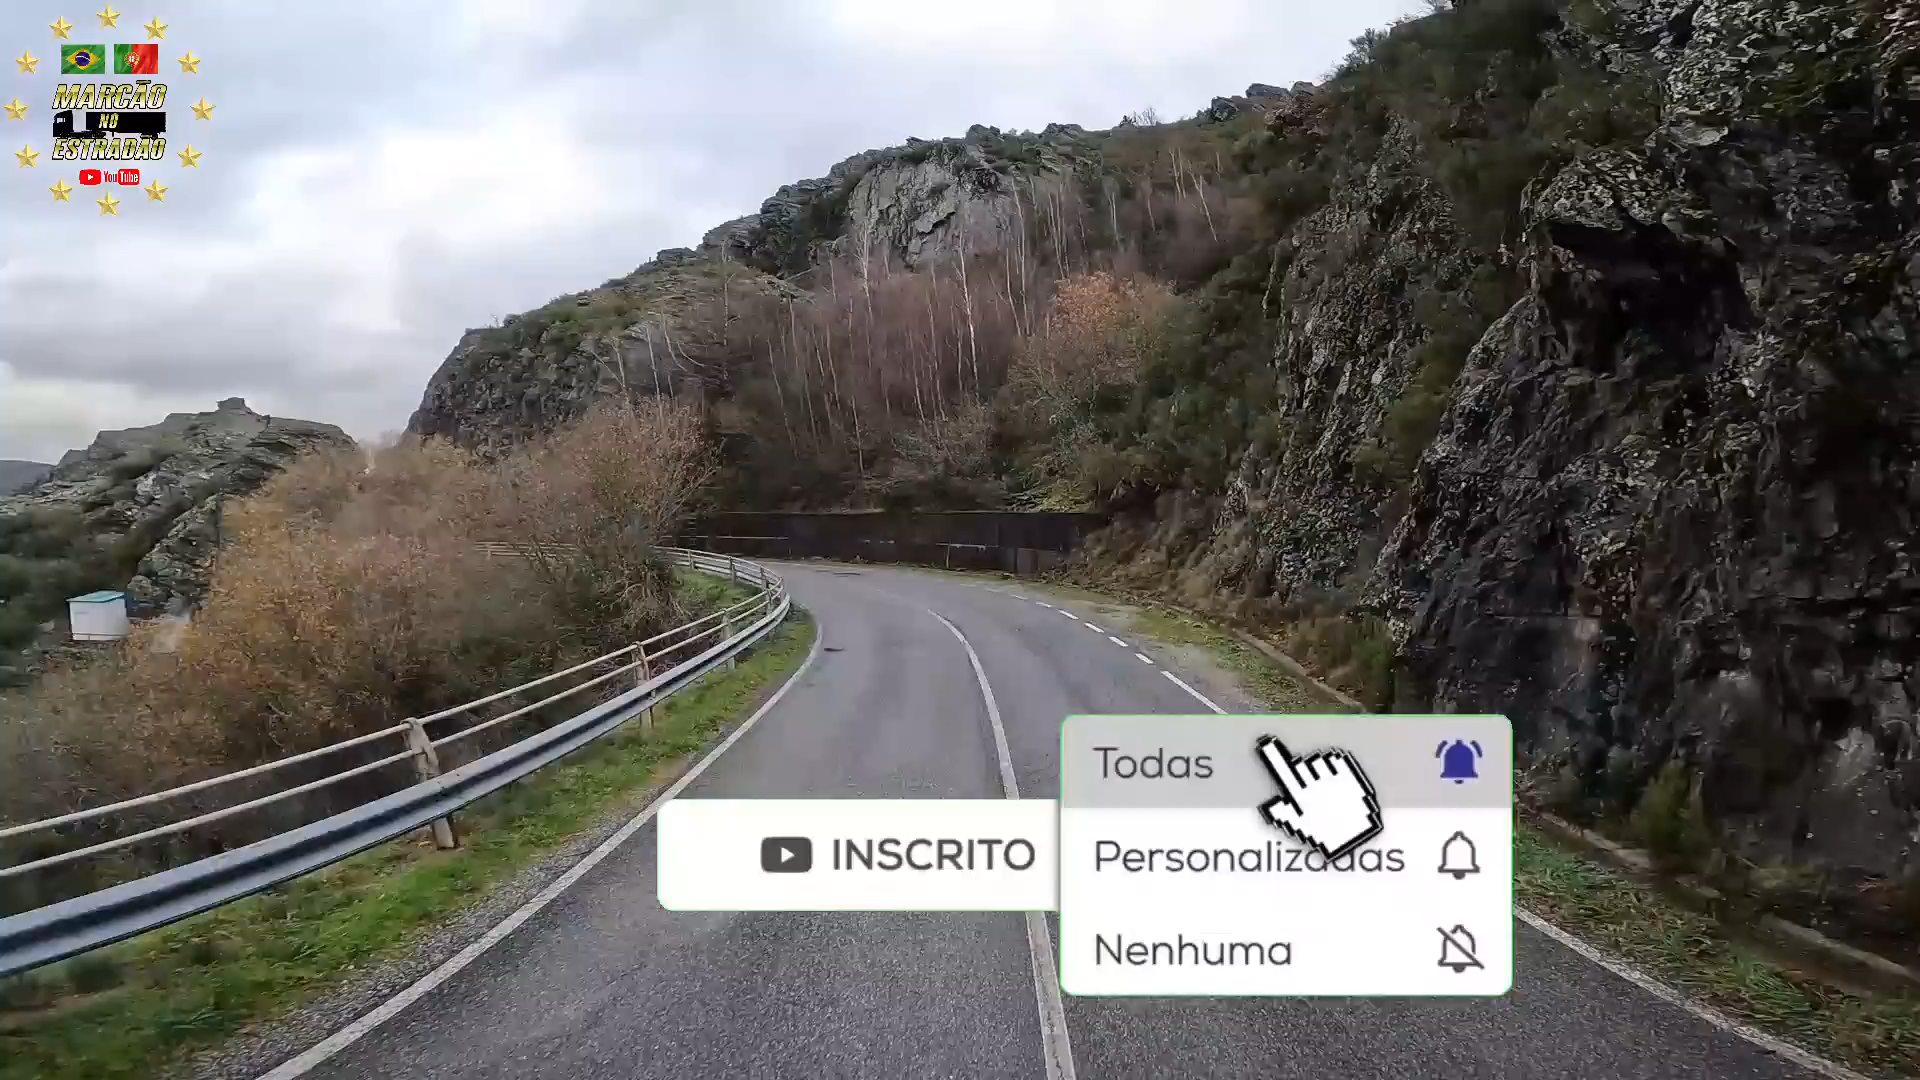 MARCÃO
NO
ESTRADÃO
YouTube
INSCRITO
Todas
Personalizadas
Nenhuma